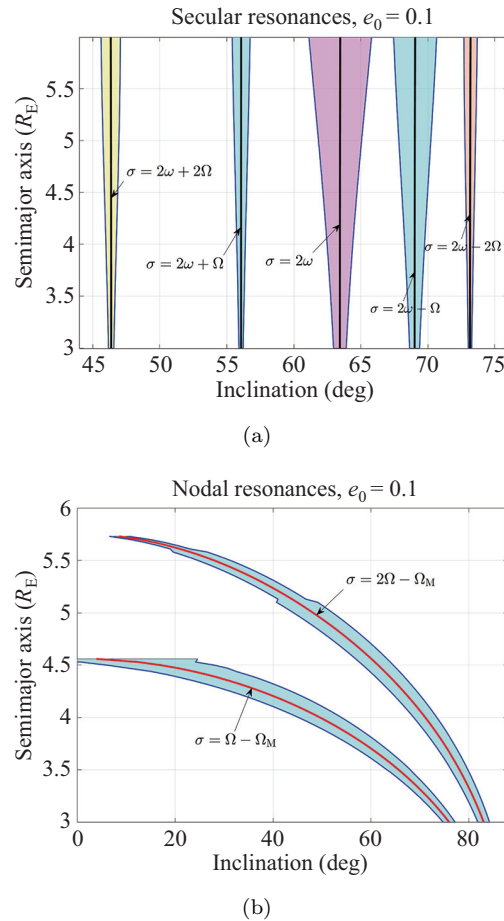 Secular resonances, e₀ = 0.1
Semimajor axis (R_E)
5.5
5
4.5
4
3.5
3
σ = 2ω + 2Ω
σ = 2ω + Ω
σ = 2ω
σ = 2ω − Ω
σ = 2ω − 2Ω
45 50 55 60 65 70 75
Inclination (deg)
(a)
Nodal resonances, e₀ = 0.1
Semimajor axis (R_E)
6
5.5
5
4.5
4
3.5
3
σ = 2Ω − Ω_M
σ = Ω − Ω_M
0 20 40 60 80
Inclination (deg)
(b)